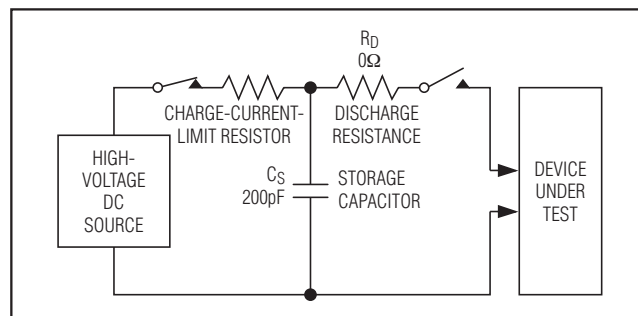 R_D
0Ω
CHARGE-CURRENT-
LIMIT RESISTOR
DISCHARGE
RESISTANCE
HIGH-
VOLTAGE
DC
SOURCE
C_S
200pF
STORAGE
CAPACITOR
DEVICE
UNDER
TEST